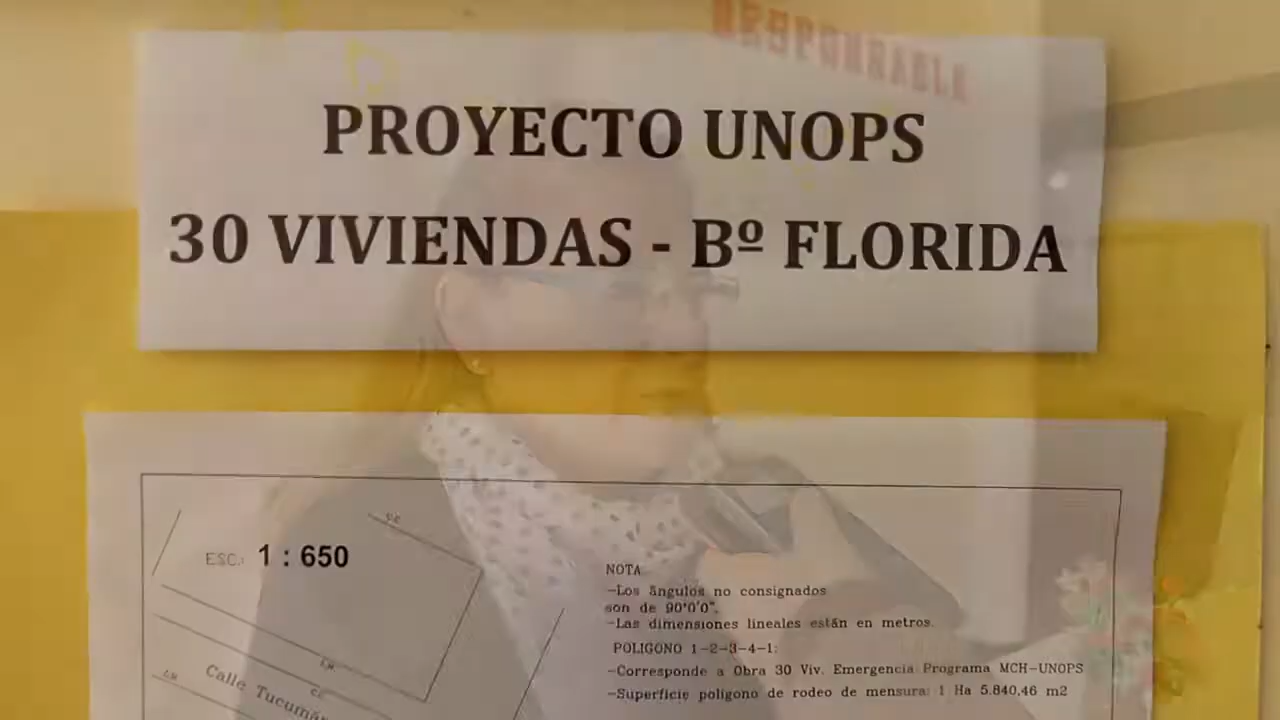 PROYECTO UNOPS
30 VIVIENDAS - Bº FLORIDA
ESC.: 1 : 650
NOTA
-Los ángulos no consignados
son de 90°0'0".
-Las dimensiones lineales están en metros.
POLIGONO 1-2-3-4-1:
-Corresponde a Obra 30 Viv. Emergencia Programa MCH-UNOPS
-Superficie polígono de rodeo de mensura: 1 Ha 5.840,46 m2
LM
LM
Calle